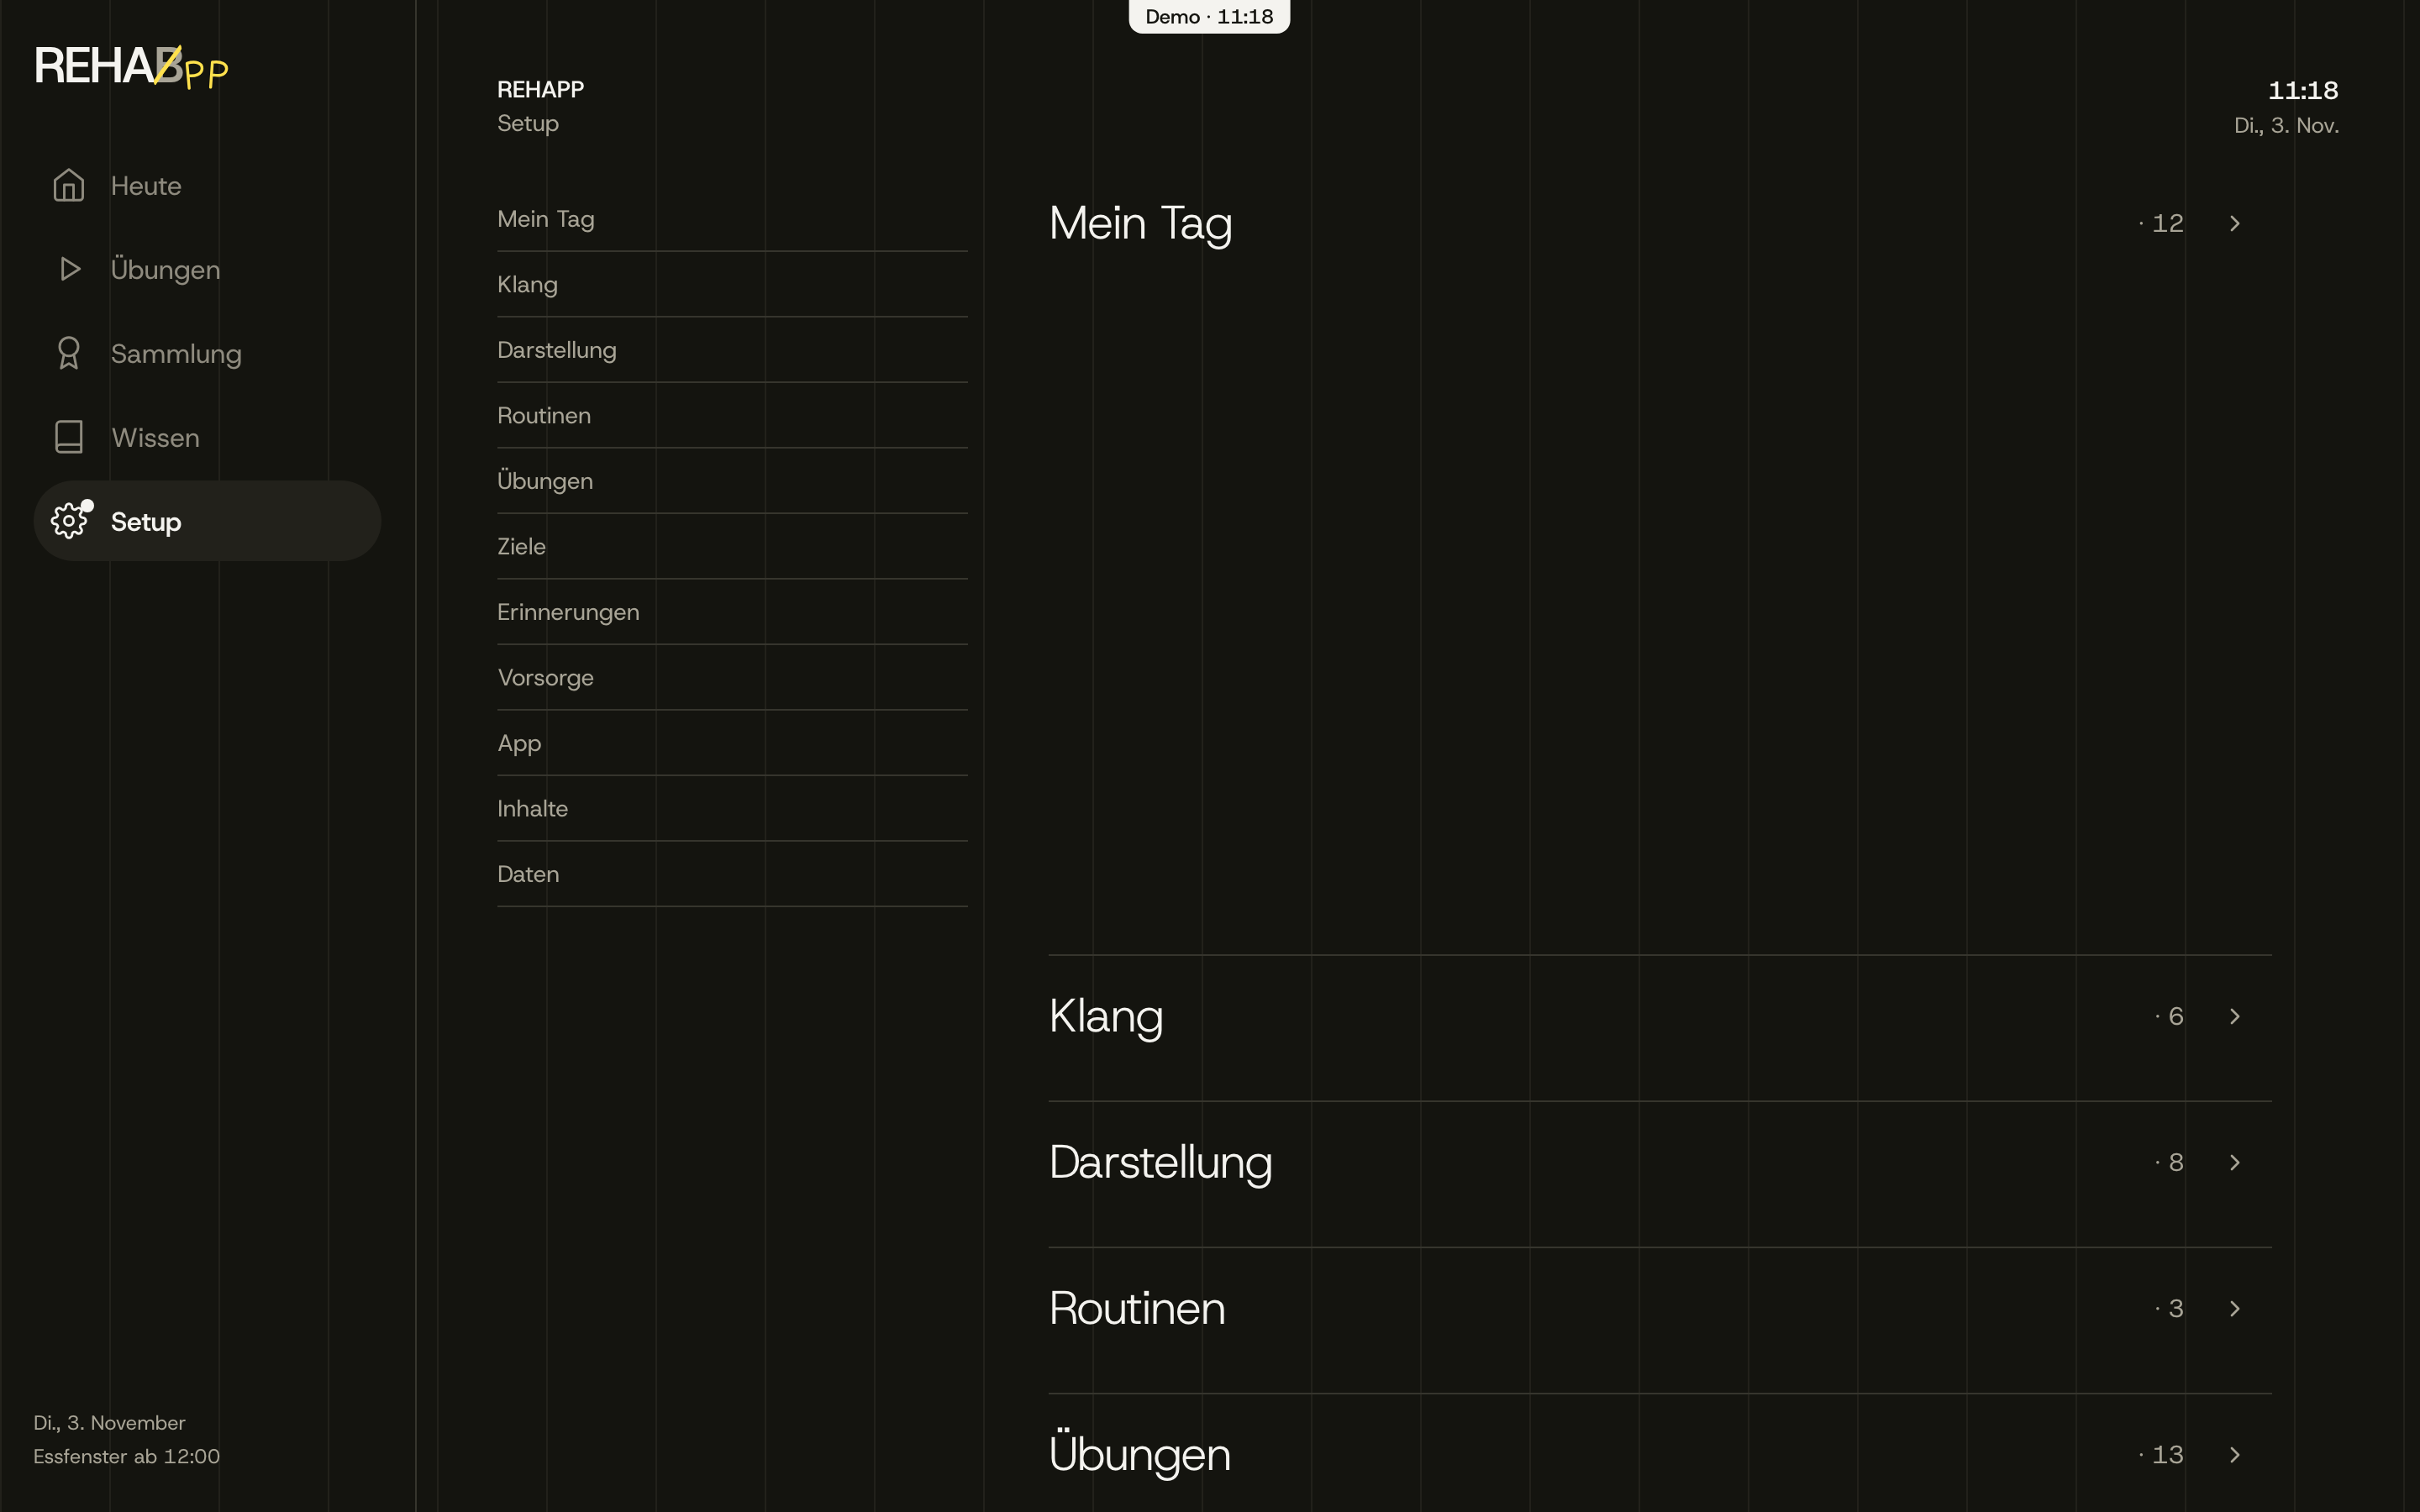 Demo · 11:18
REHABPP
Heute
Übungen
Sammlung
Wissen
Setup
Di., 3. November
Essfenster ab 12:00
REHAPP
Setup
11:18
Di., 3. Nov.
Mein Tag
Klang
Darstellung
Routinen
Übungen
Ziele
Erinnerungen
Vorsorge
App
Inhalte
Daten
Mein Tag · 12
Klang · 6
Darstellung · 8
Routinen · 3
Übungen · 13